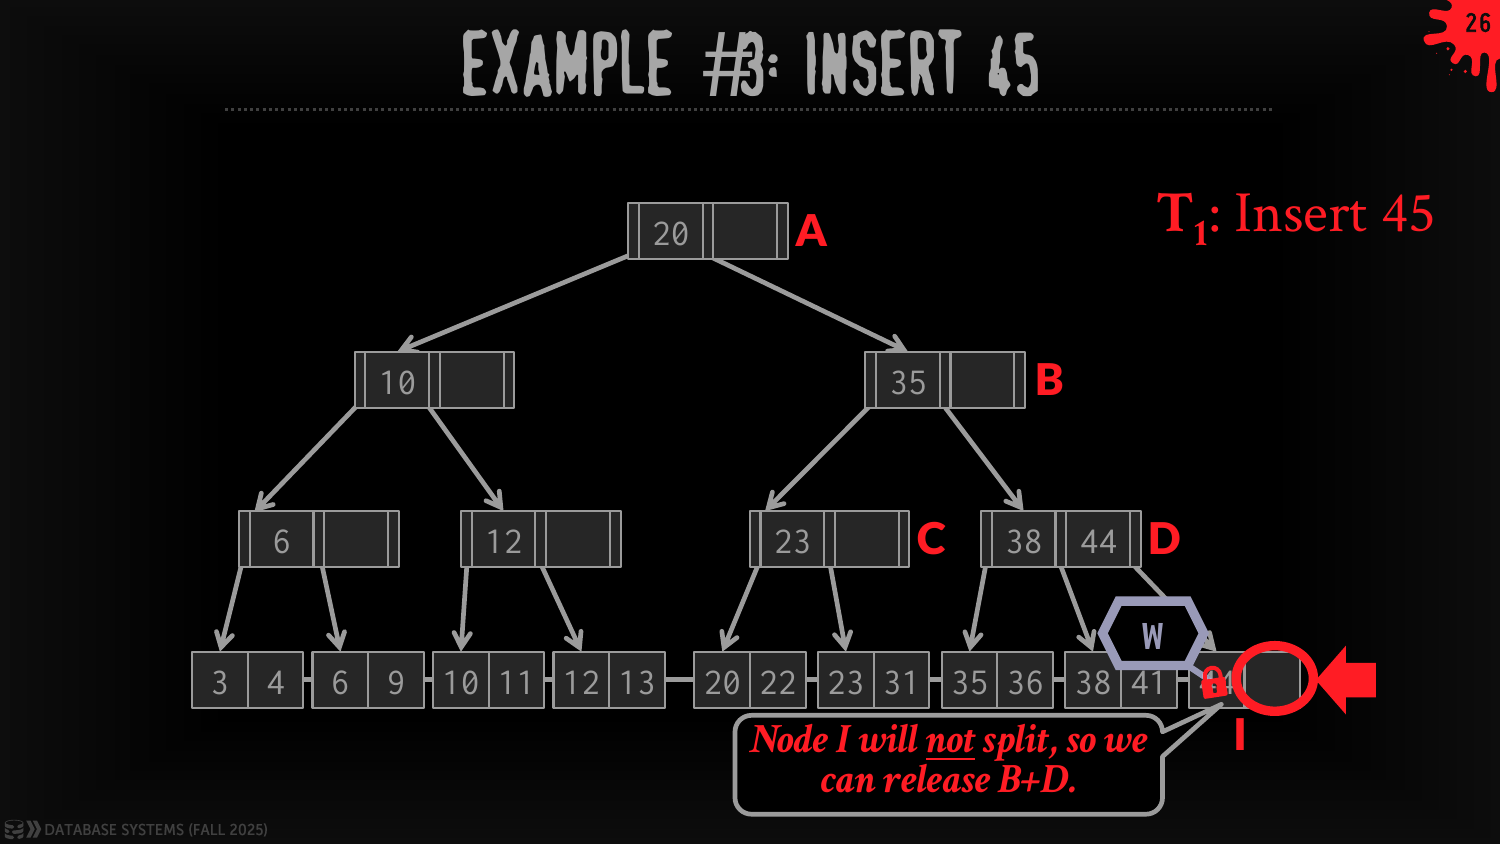 26
EXAMPLE #3: INSERT 45
T1: Insert 45
20 A
10
35 B
6
12
23 C
38 44 D
W
3 4 6 9 10 11 12 13 20 22 23 31 35 36 38 41 44
I
Node I will not split, so we
can release B+D.
DATABASE SYSTEMS (FALL 2025)